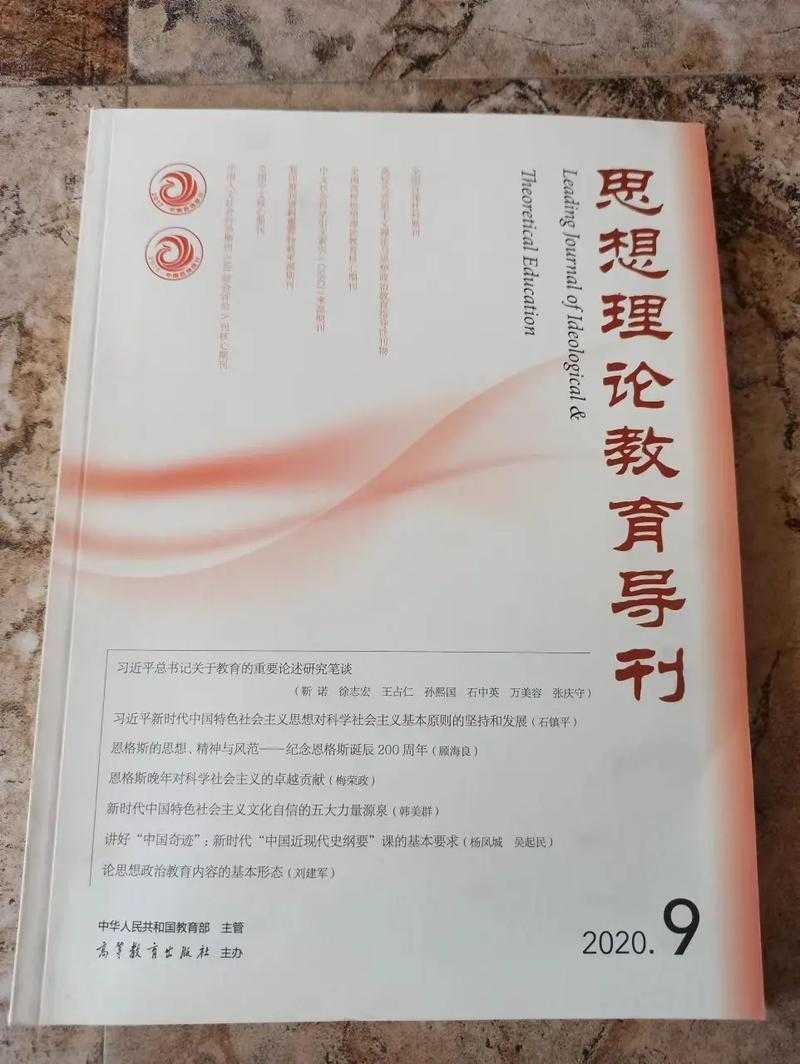 思想理论教育导刊
Leading Journal of Ideological &
Theoretical Education
习近平总书记关于教育的重要论述研究笔谈
(靳 诺 徐志宏 王占仁 孙熙国 石中英 万美容 张庆守)
习近平新时代中国特色社会主义思想对科学社会主义基本原则的坚持和发展(石镇平)
恩格斯的思想、精神与风范——纪念恩格斯诞辰200周年(顾海良)
恩格斯晚年对科学社会主义的卓越贡献(梅荣政)
新时代中国特色社会主义文化自信的五大力量源泉(韩美群)
讲好“中国奇迹”:新时代“中国近现代史纲要”课的基本要求(杨凤城 吴起民)
论思想政治教育内容的基本形态(刘建军)
中华人民共和国教育部 主管
高等教育出版社 主办
2020. 9